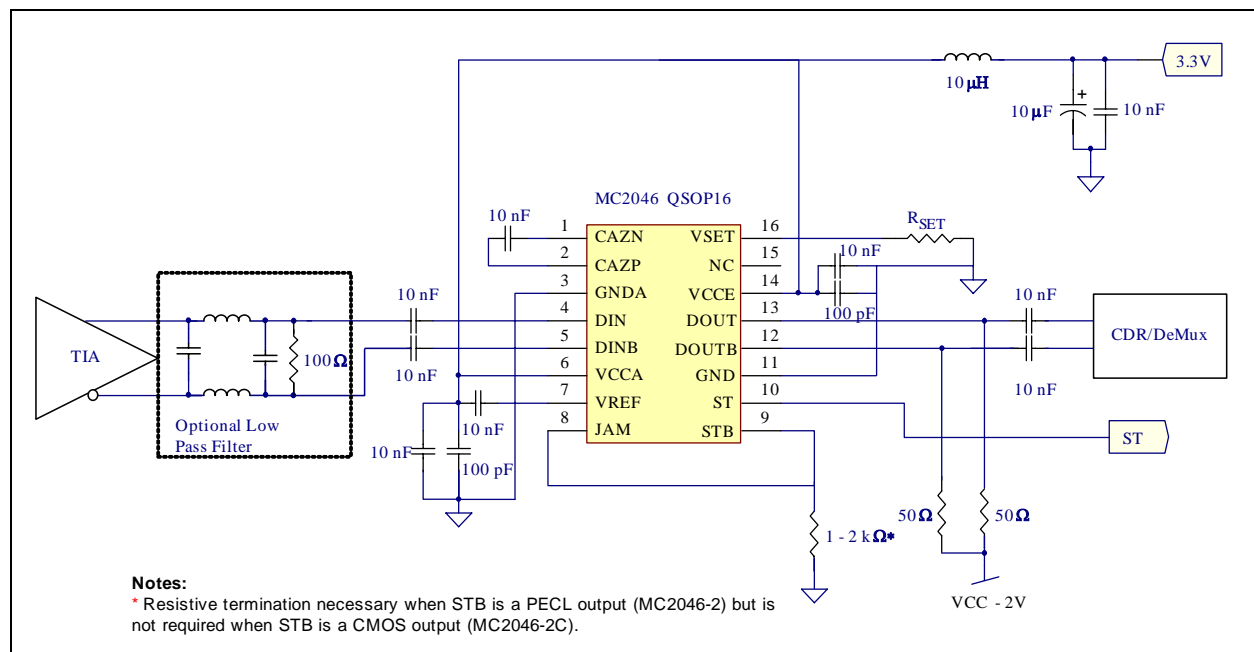 3.3V
10 μH
10 μF
+
10 nF
MC2046 QSOP16
10 nF
1
CAZN
VSET
16
RSET
2
CAZP
NC
15
10 nF
3
GNDA
VCCE
14
100 pF
10 nF
4
DIN
DOUT
13
10 nF
TIA
100Ω
5
DINB
DOUTB
12
CDR/DeMux
10 nF
6
VCCA
GND
11
10 nF
7
VREF
ST
10
8
JAM
STB
9
ST
Optional Low
Pass Filter
10 nF
10 nF
100 pF
50Ω
50Ω
1 - 2 kΩ*
VCC - 2V
Notes:
* Resistive termination necessary when STB is a PECL output (MC2046-2) but is
not required when STB is a CMOS output (MC2046-2C).